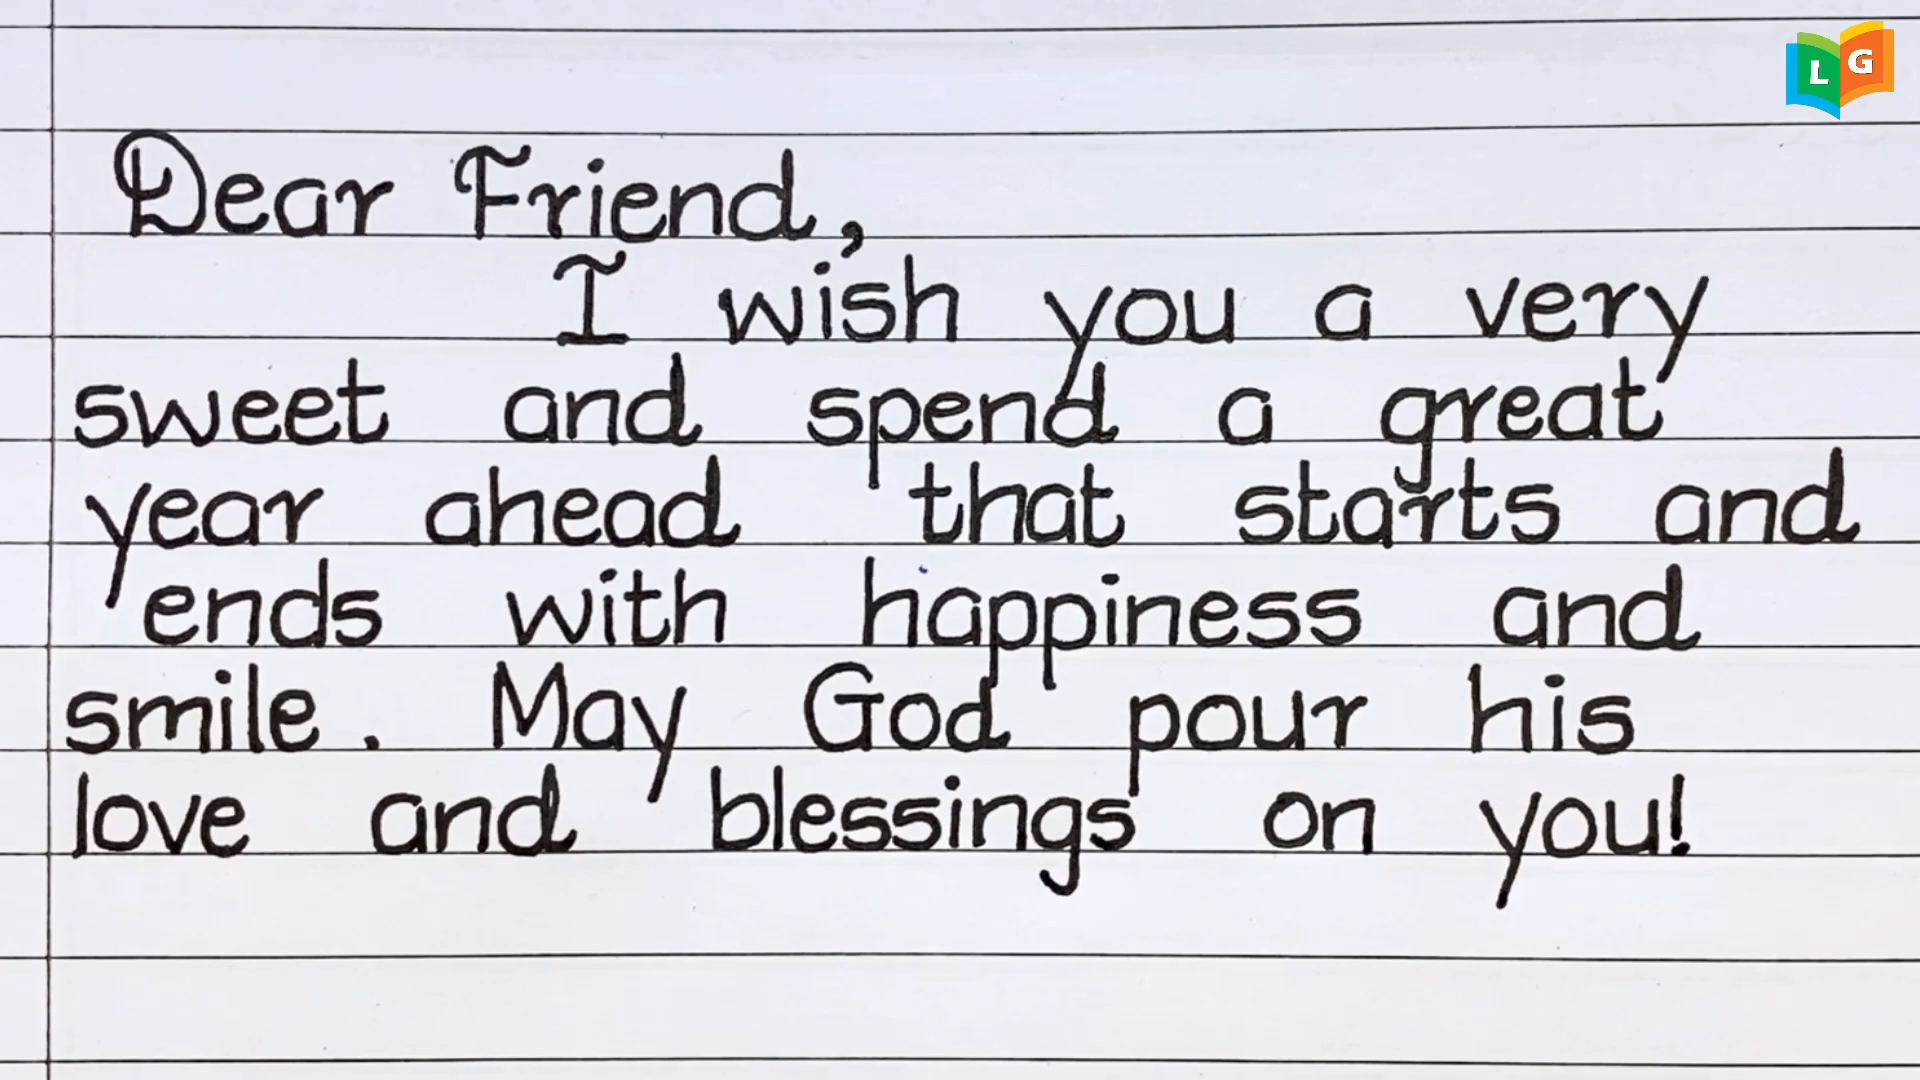 L G
Dear Friend,
I wish you a very
sweet and spend a great
year ahead that starts and
ends with happiness and
smile. May God pour his
love and blessings on you!